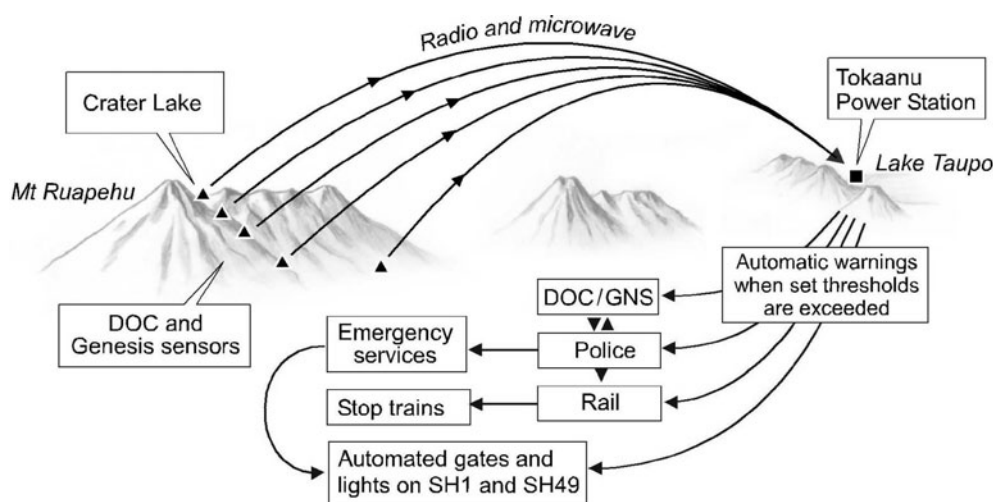 Radio and microwave
Crater Lake
Tokaanu
Power Station
Mt Ruapehu
Lake Taupo
DOC and
Genesis sensors
Automatic warnings
when set thresholds
are exceeded
DOC/GNS
Emergency
services
Police
Stop trains
Rail
Automated gates and
lights on SH1 and SH49